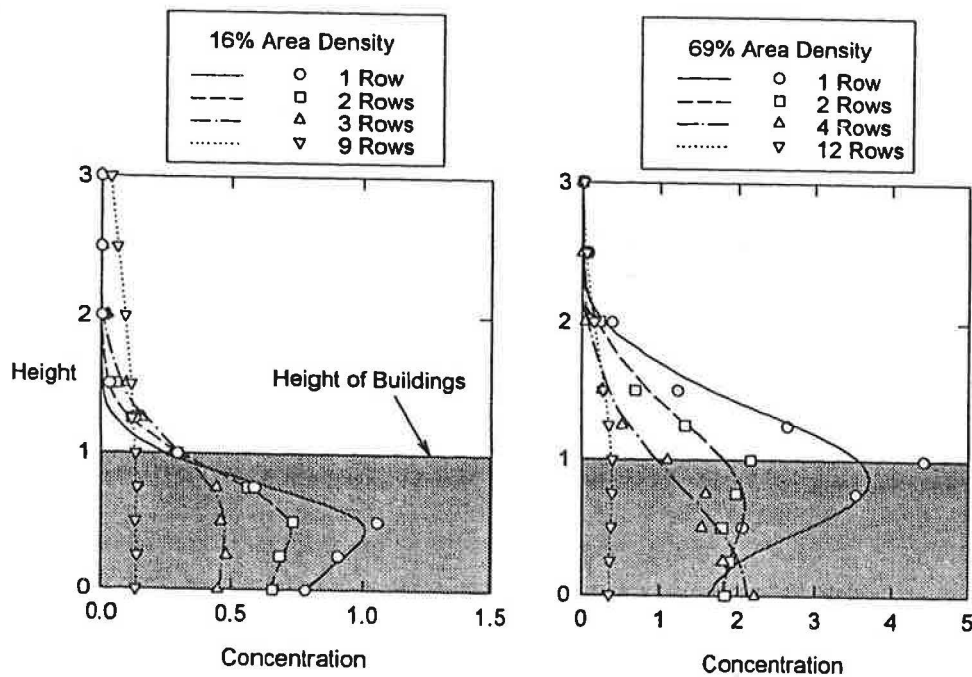 16% Area Density
1 Row
2 Rows
3 Rows
9 Rows
3
2
1
0
Height
Height of Buildings
0.0 0.5 1.0 1.5
Concentration
69% Area Density
1 Row
2 Rows
4 Rows
12 Rows
3
2
1
0
0 1 2 3 4 5
Concentration